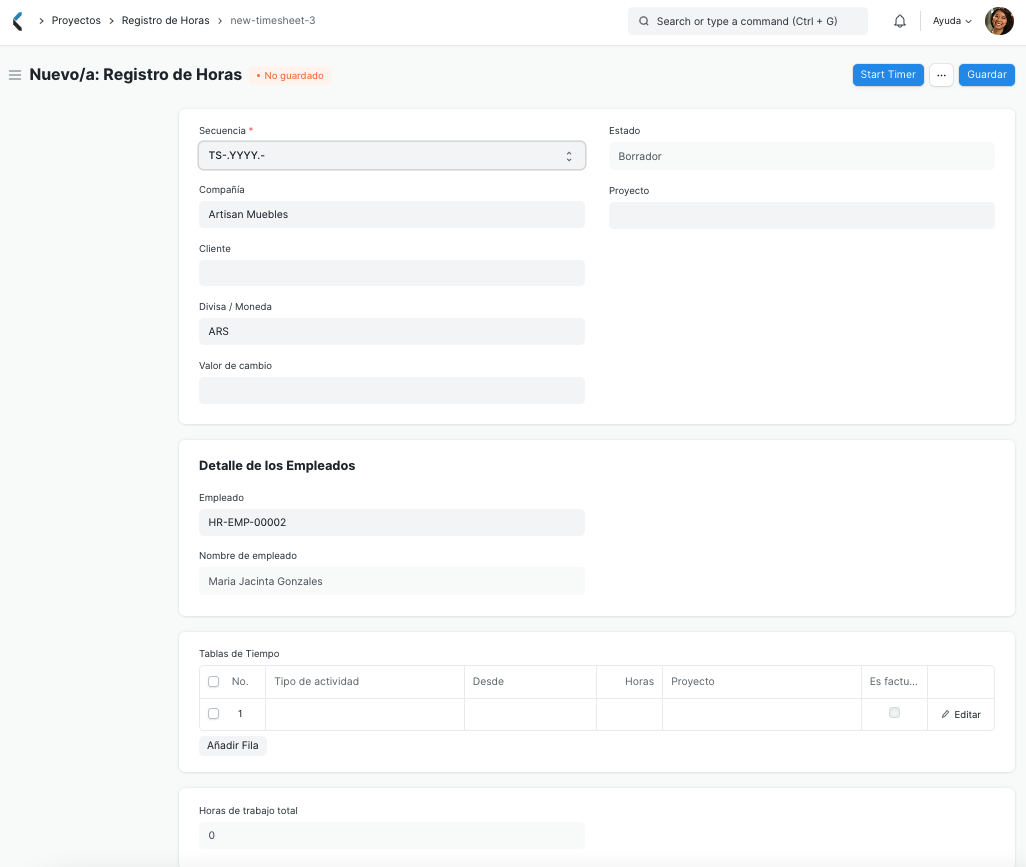 Proyectos
Registro de Horas
new-timesheet-3
Search or type a command (Ctrl + G)
Ayuda
Nuevo/a: Registro de Horas
• No guardado
Start Timer
...
Guardar
Secuencia *
TS-.YYYY.-
Compañía
Artisan Muebles
Cliente
Divisa / Moneda
ARS
Valor de cambio
Estado
Borrador
Proyecto
Detalle de los Empleados
Empleado
HR-EMP-00002
Nombre de empleado
Maria Jacinta Gonzales
Tablas de Tiempo
No. Tipo de actividad Desde Horas Proyecto Es factu...
1 Editar
Añadir Fila
Horas de trabajo total
0